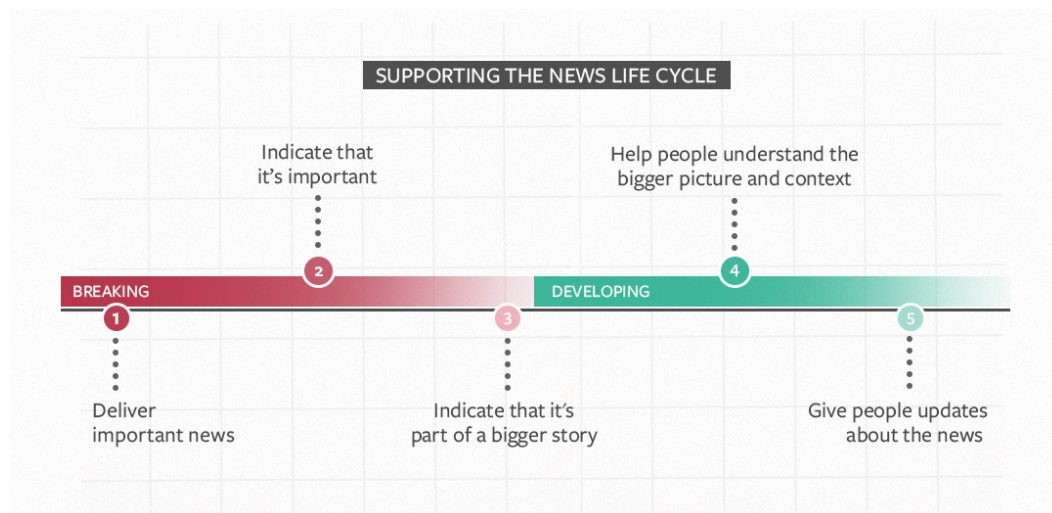 SUPPORTING THE NEWS LIFE CYCLE
Indicate that
it's important
Help people understand the
bigger picture and context
2
4
BREAKING
DEVELOPING
1
3
5
Deliver
important news
Indicate that it's
part of a bigger story
Give people updates
about the news